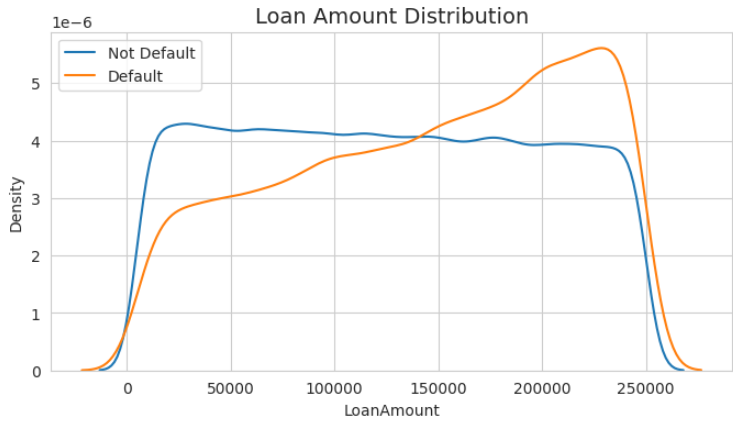 Loan Amount Distribution
1e−6
Not Default
Default
5
4
3
2
1
0
Density
0 50000 100000 150000 200000 250000
LoanAmount